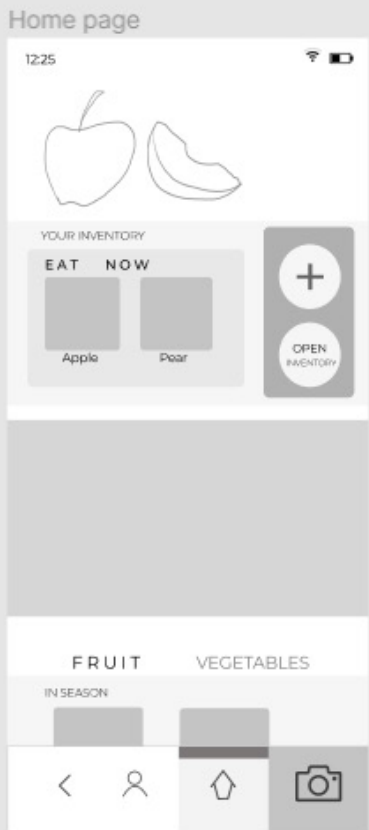 Home page
12:25
YOUR INVENTORY
EAT NOW
Apple Pear
OPEN
INVENTORY
FRUIT VEGETABLES
IN SEASON